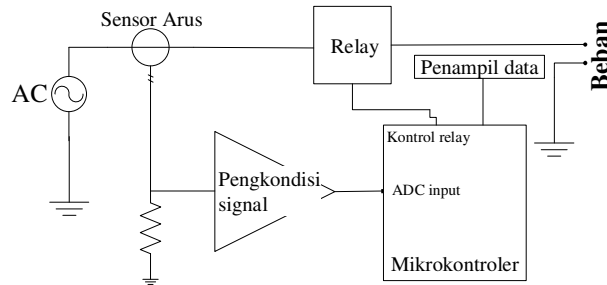 Sensor Arus
Relay
Penampil data
Beban
AC
Kontrol relay
Pengkondisi
signal
ADC input
Mikrokontroler